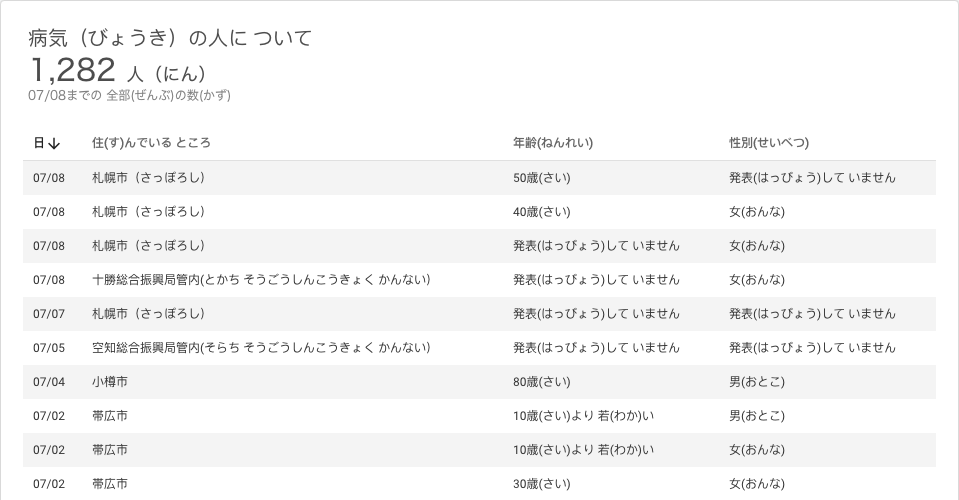 病気（びょうき）の人に ついて
1,282 人（にん）
07/08までの 全部(ぜんぶ)の数(かず)
日↓ 住(す)んでいる ところ 年齢(ねんれい) 性別(せいべつ)
07/08 札幌市（さっぽろし） 50歳(さい) 発表(はっぴょう)して いません
07/08 札幌市（さっぽろし） 40歳(さい) 女(おんな)
07/08 札幌市（さっぽろし） 発表(はっぴょう)して いません 女(おんな)
07/08 十勝総合振興局管内(とかち そうごうしんこうきょく かんない） 発表(はっぴょう)して いません 女(おんな)
07/07 札幌市（さっぽろし） 発表(はっぴょう)して いません 発表(はっぴょう)して いません
07/05 空知総合振興局管内(そらち そうごうしんこうきょく かんない） 発表(はっぴょう)して いません 発表(はっぴょう)して いません
07/04 小樽市 80歳(さい) 男(おとこ)
07/02 帯広市 10歳(さい)より 若(わか)い 男(おとこ)
07/02 帯広市 10歳(さい)より 若(わか)い 女(おんな)
07/02 帯広市 30歳(さい) 女(おんな)